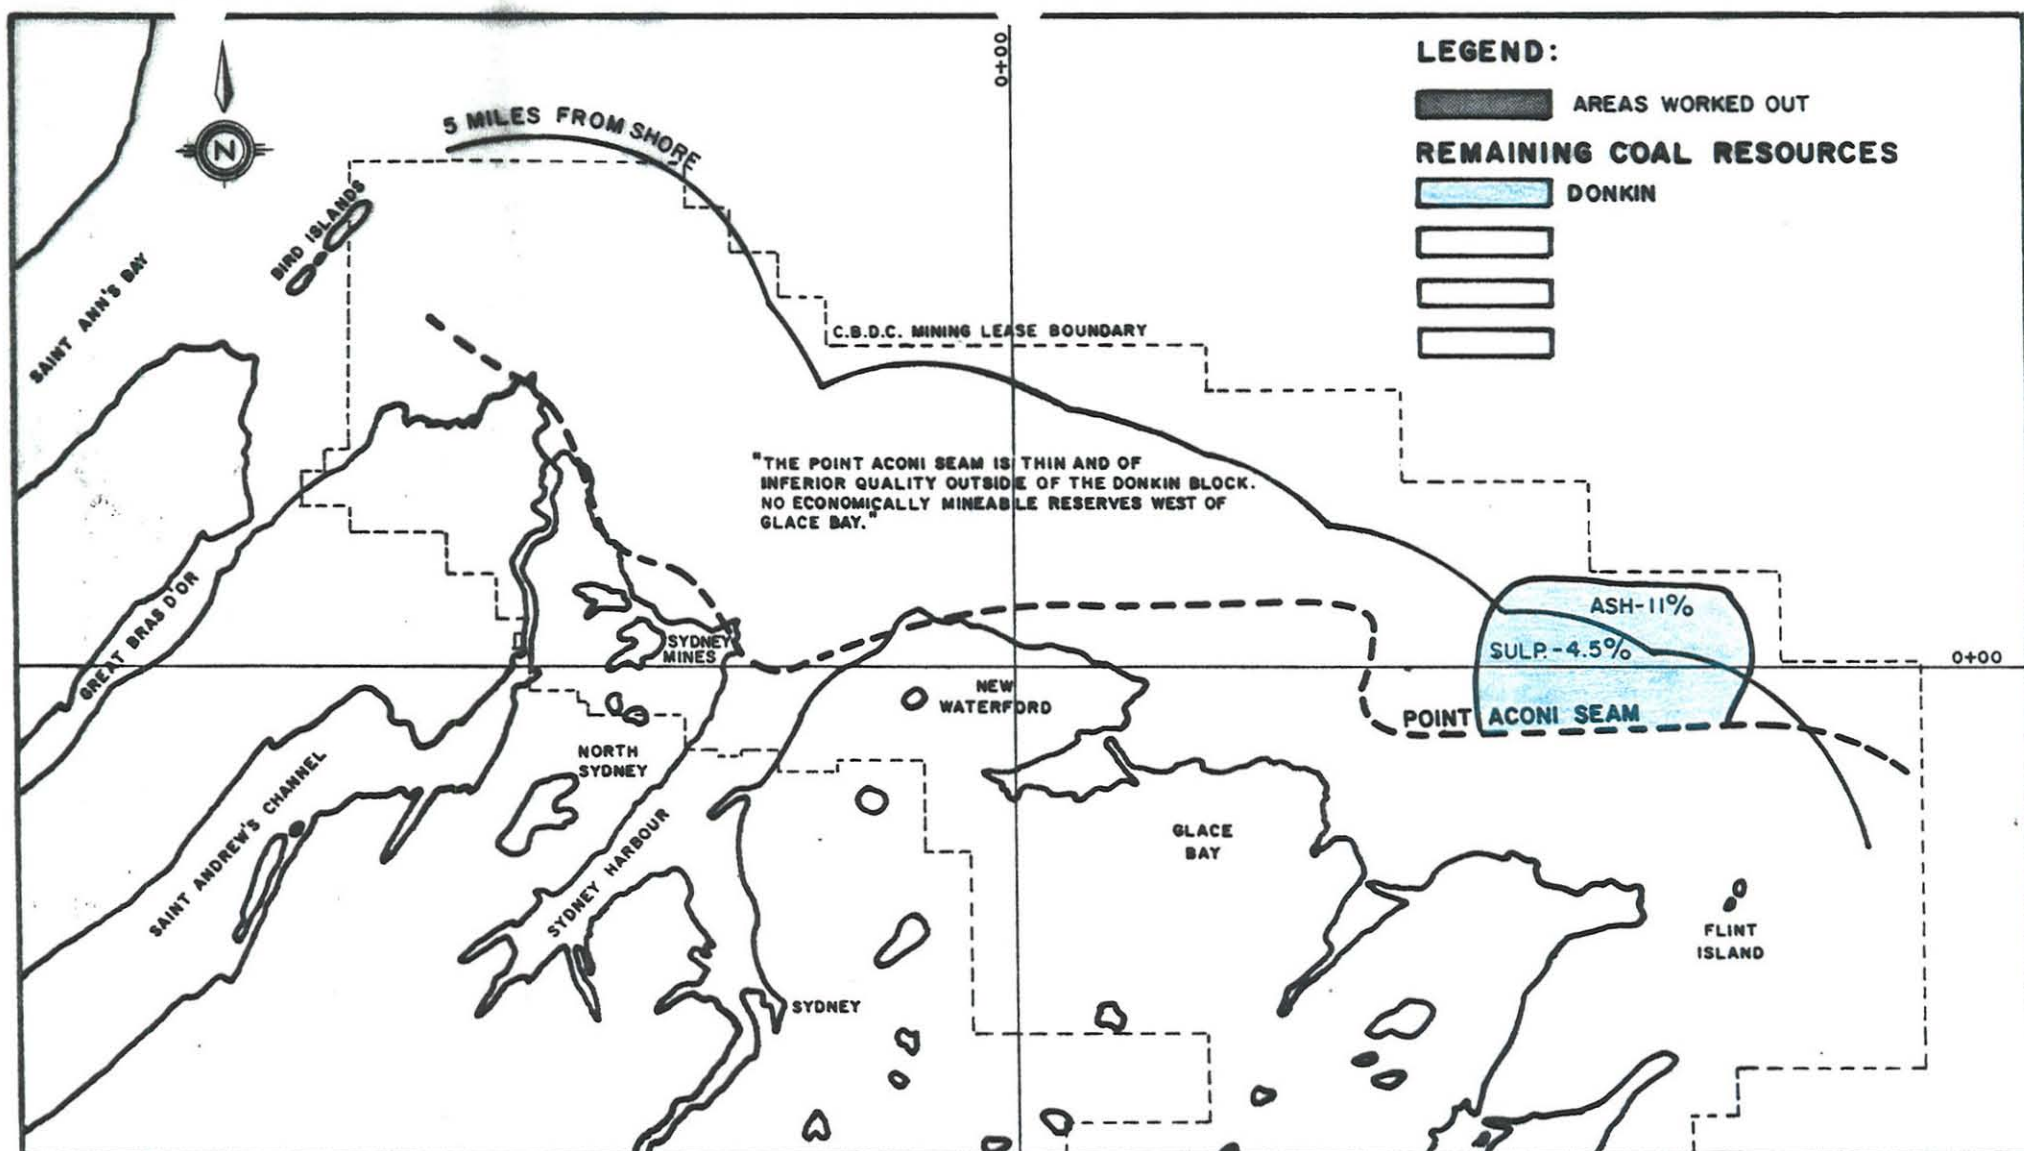 LEGEND:
AREAS WORKED OUT
REMAINING COAL RESOURCES
DONKIN
0+00
N
5 MILES FROM SHORE
BIRD ISLANDS
SAINT ANN'S BAY
C.B.D.C. MINING LEASE BOUNDARY
"THE POINT ACONI SEAM IS THIN AND OF
INFERIOR QUALITY OUTSIDE OF THE DONKIN BLOCK.
NO ECONOMICALLY MINEABLE RESERVES WEST OF
GLACE BAY."
GREAT BRAS D'OR
SYDNEY
MINES
ASH-11%
SULP.-4.5%
0+00
POINT ACONI SEAM
NEW
WATERFORD
NORTH
SYDNEY
SAINT ANDREW'S CHANNEL
SYDNEY HARBOUR
GLACE
BAY
FLINT
ISLAND
SYDNEY